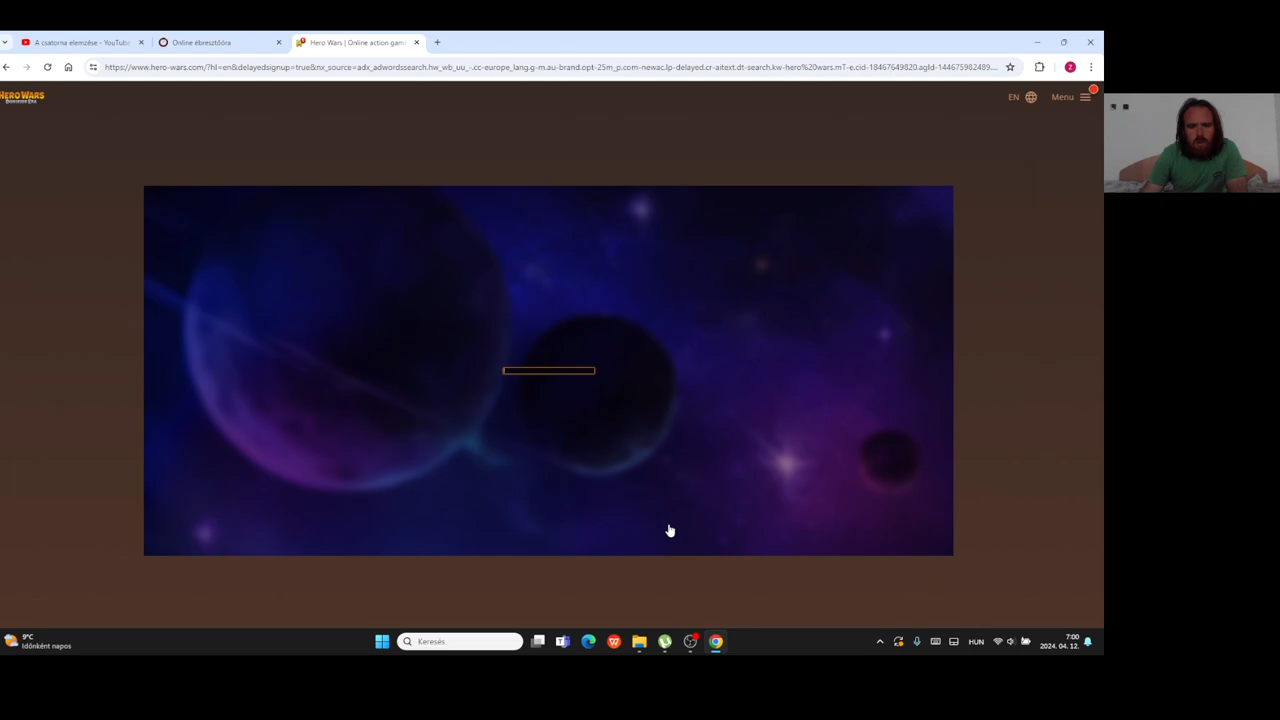 A csatorna elemzése - YouTube
Online ébresztőóra
Hero Wars | Online action gam
https://www.hero-wars.com/?hl=en&delayedsignup=true&nx_source=adx_adwordssearch.hw_wb_uu_-.cc-europe_lang.g-m.au-brand.opt-25m_p.com-newac.lp-delayed.cr-aitext.dt-search.kw-hero%20wars.mT-e.cid-18467649820.agId-144675982489...
HERO WARS
DOMINION ERA
EN
Menu
9°C
Időnként napos
Keresés
HUN
7:00
2024. 04. 12.